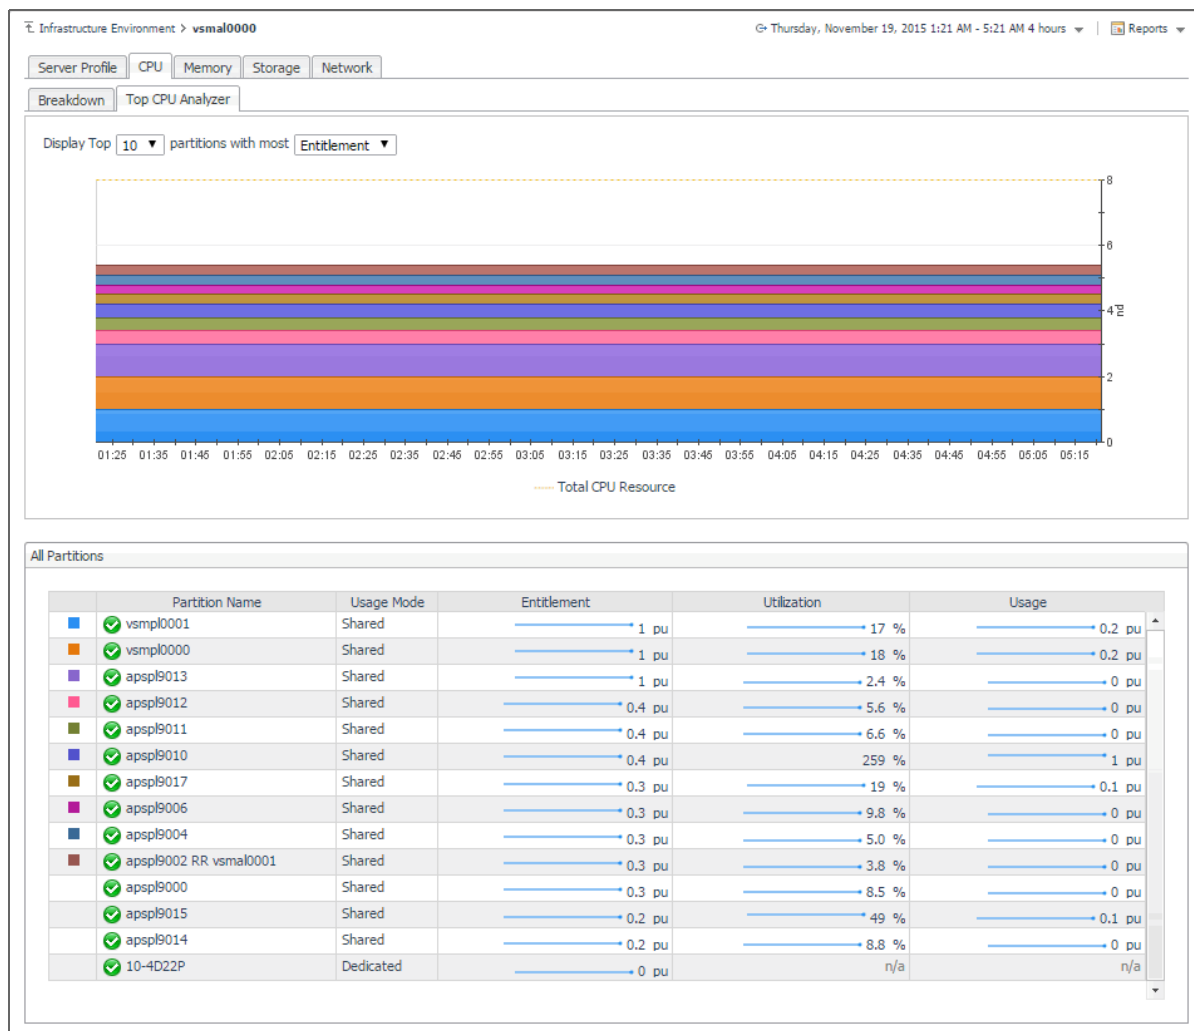 Infrastructure Environment > vsmal0000 Thursday, November 19, 2015 1:21 AM - 5:21 AM 4 hours | Reports
Server Profile CPU Memory Storage Network
Breakdown Top CPU Analyzer
Display Top 10 partitions with most Entitlement
8
6
4
pu
2
0
01:25 01:35 01:45 01:55 02:05 02:15 02:25 02:35 02:45 02:55 03:05 03:15 03:25 03:35 03:45 03:55 04:05 04:15 04:25 04:35 04:45 04:55 05:05 05:15
Total CPU Resource
All Partitions
Partition Name Usage Mode Entitlement Utilization Usage
vsmpl0001 Shared 1 pu 17 % 0.2 pu
vsmpl0000 Shared 1 pu 18 % 0.2 pu
apspl9013 Shared 1 pu 2.4 % 0 pu
apspl9012 Shared 0.4 pu 5.6 % 0 pu
apspl9011 Shared 0.4 pu 6.6 % 0 pu
apspl9010 Shared 0.4 pu 259 % 1 pu
apspl9017 Shared 0.3 pu 19 % 0.1 pu
apspl9006 Shared 0.3 pu 9.8 % 0 pu
apspl9004 Shared 0.3 pu 5.0 % 0 pu
apspl9002 RR vsmal0001 Shared 0.3 pu 3.8 % 0 pu
apspl9000 Shared 0.3 pu 8.5 % 0 pu
apspl9015 Shared 0.2 pu 49 % 0.1 pu
apspl9014 Shared 0.2 pu 8.8 % 0 pu
10-4D22P Dedicated 0 pu n/a n/a